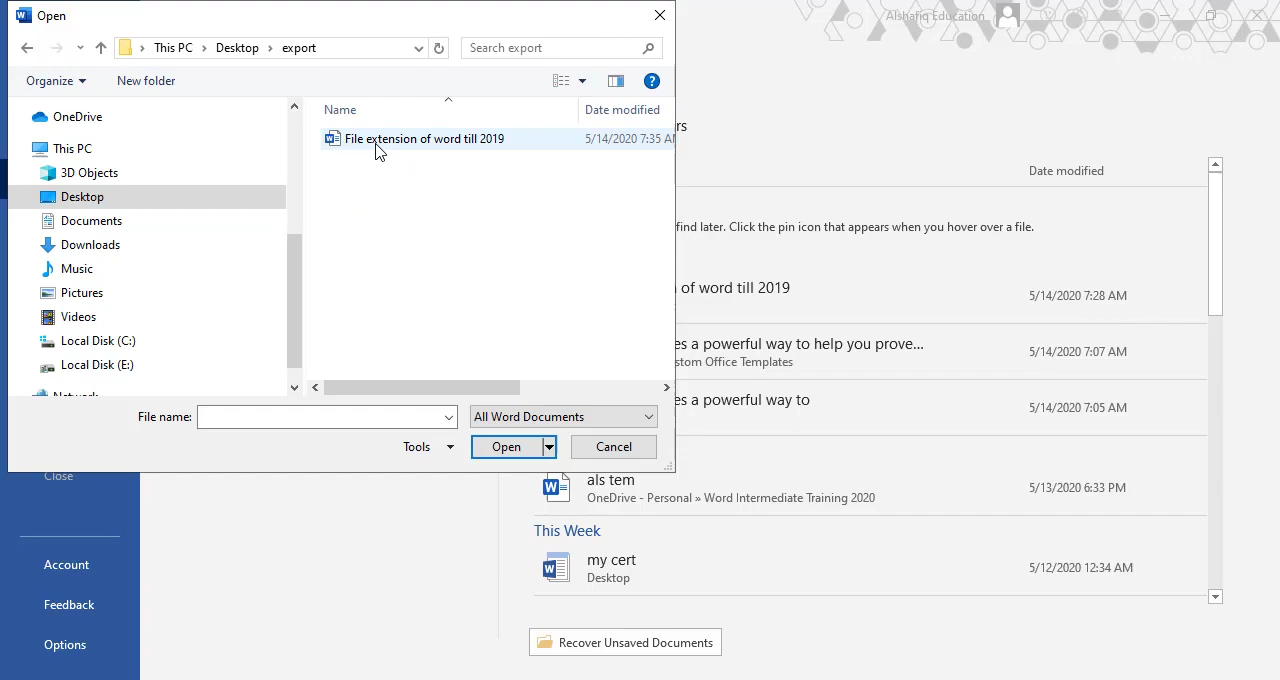 Open
Alshafiq Education
This PC
Desktop
export
Search export
Organize
New folder
Name
Date modified
OneDrive
This PC
3D Objects
Desktop
Documents
Downloads
Music
Pictures
Videos
Local Disk (C:)
Local Disk (E:)
File extension of word till 2019
5/14/2020 7:35 A
File name:
All Word Documents
Tools
Open
Cancel
rs
Date modified
find later. Click the pin icon that appears when you hover over a file.
of word till 2019
5/14/2020 7:28 AM
es a powerful way to help you prove...
stom Office Templates
5/14/2020 7:07 AM
es a powerful way to
5/14/2020 7:05 AM
als tem
OneDrive - Personal » Word Intermediate Training 2020
5/13/2020 6:33 PM
This Week
my cert
Desktop
5/12/2020 12:34 AM
Recover Unsaved Documents
Close
Account
Feedback
Options